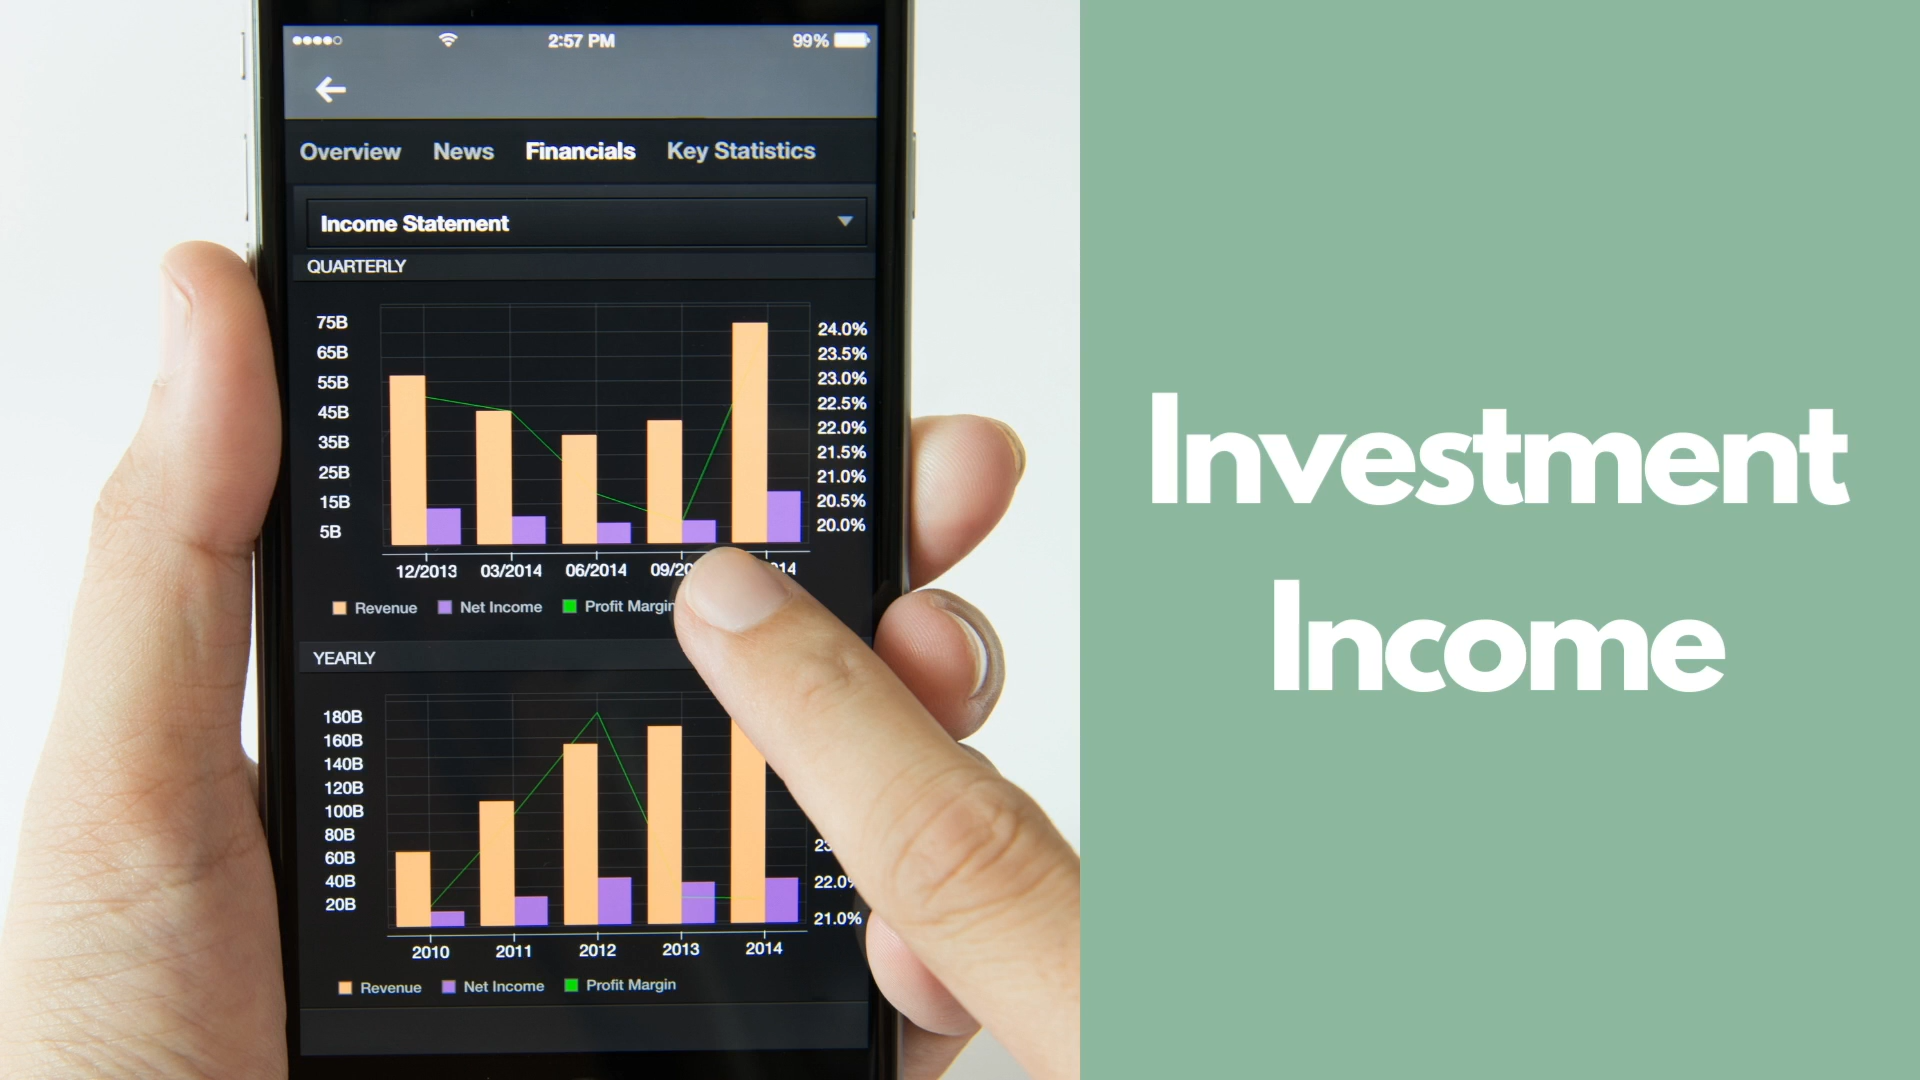 2:57 PM 99%
Overview News Financials Key Statistics
Income Statement
QUARTERLY
75B
65B
55B
45B
35B
25B
15B
5B
24.0%
23.5%
23.0%
22.5%
22.0%
21.5%
21.0%
20.5%
20.0%
12/2013 03/2014 06/2014
Revenue Net Income Profit Margin
YEARLY
180B
160B
140B
120B
100B
80B
60B
40B
20B
22.0%
21.0%
2010 2011 2012 2013 2014
Revenue Net Income Profit Margin
Investment
Income